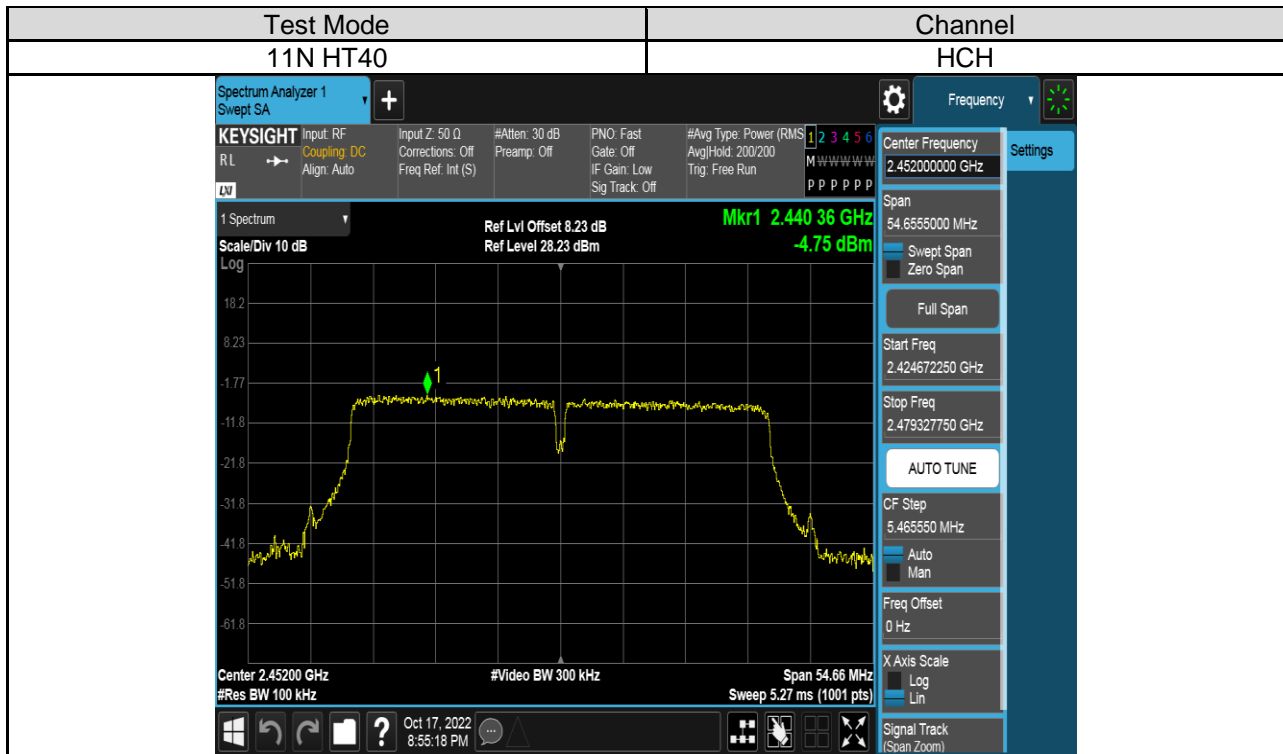 Test Mode Channel
11N HT40 HCH
Spectrum Analyzer 1
Swept SA
+
Frequency
KEYSIGHT Input: RF Input Z: 50 Ω #Atten: 30 dB PNO: Fast #Avg Type: Power (RMS 1 2 3 4 5 6
RL Coupling: DC Corrections: Off Preamp: Off Gate: Off Avg|Hold: 200/200 M W W W W W
Align: Auto Freq Ref: Int (S) IF Gain: Low Trig: Free Run
LXI Sig Track: Off P P P P P P
1 Spectrum
Scale/Div 10 dB
Ref Lvl Offset 8.23 dB
Ref Level 28.23 dBm
Mkr1 2.440 36 GHz
-4.75 dBm
Log
18.2
8.23
-1.77
-11.8
-21.8
-31.8
-41.8
-51.8
-61.8
1
Center 2.45200 GHz #Video BW 300 kHz Span 54.66 MHz
#Res BW 100 kHz Sweep 5.27 ms (1001 pts)
Center Frequency
2.452000000 GHz
Settings
Span
54.6555000 MHz
Swept Span
Zero Span
Full Span
Start Freq
2.424672250 GHz
Stop Freq
2.479327750 GHz
AUTO TUNE
CF Step
5.465550 MHz
Auto
Man
Freq Offset
0 Hz
X Axis Scale
Log
Lin
Signal Track
(Span Zoom)
?
Oct 17, 2022
8:55:18 PM